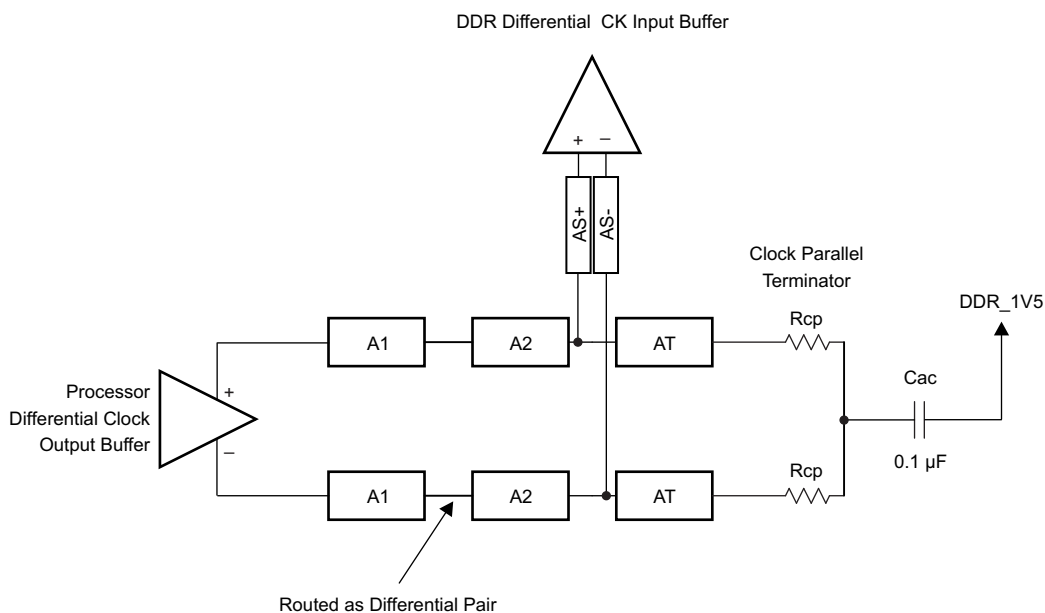 DDR Differential CK Input Buffer
+ –
AS+ AS-
Clock Parallel
Terminator
DDR_1V5
Rcp
A1 A2 AT
Cac
Processor
Differential Clock
Output Buffer
+
–
0.1 µF
Rcp
A1 A2 AT
Routed as Differential Pair